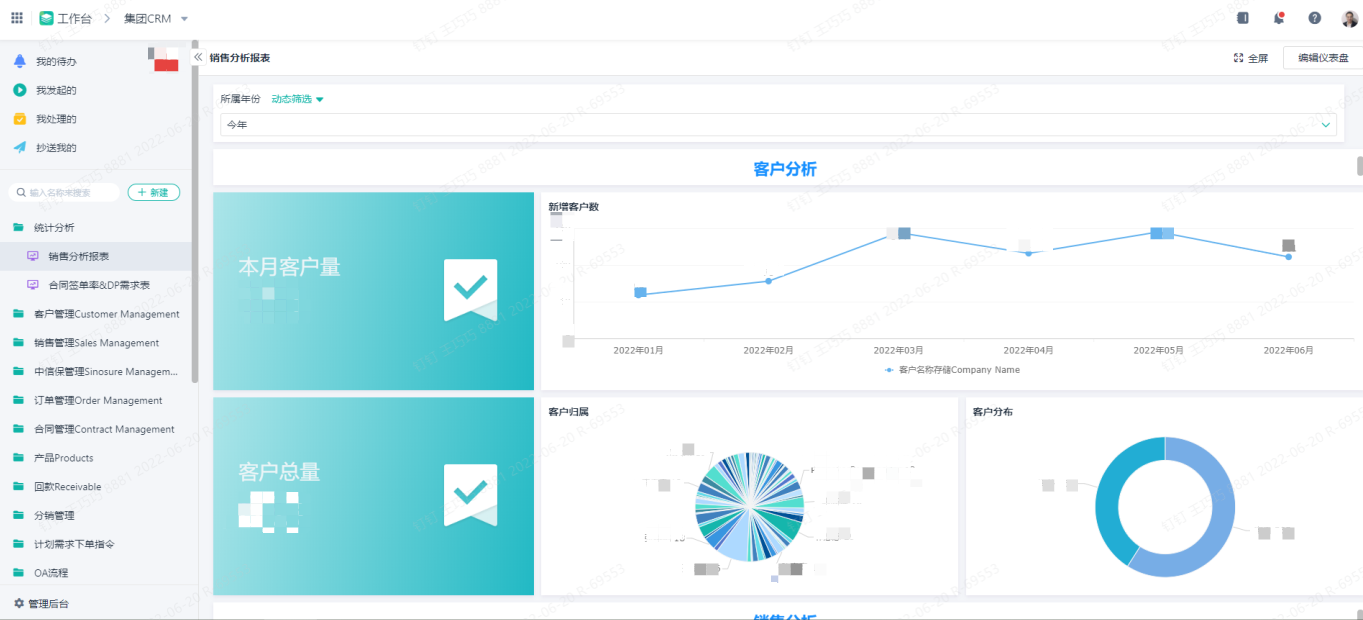 工作台 > 集团CRM
我的待办
我发起的
我处理的
抄送我的
输入名称来搜索
+ 新建
统计分析
销售分析报表
合同签单率&DP需求表
客户管理Customer Management
销售管理Sales Management
中信保管理Sinosure Managem...
订单管理Order Management
合同管理Contract Management
产品Products
回款Receivable
分销管理
计划需求下单指令
OA流程
管理后台
销售分析报表
全屏
编辑仪表盘
所属年份 动态筛选
今年
客户分析
本月客户量
新增客户数
2022年01月 2022年02月 2022年03月 2022年04月 2022年05月 2022年06月
客户名称存储Company Name
客户总量
客户归属
客户分布
销售分析